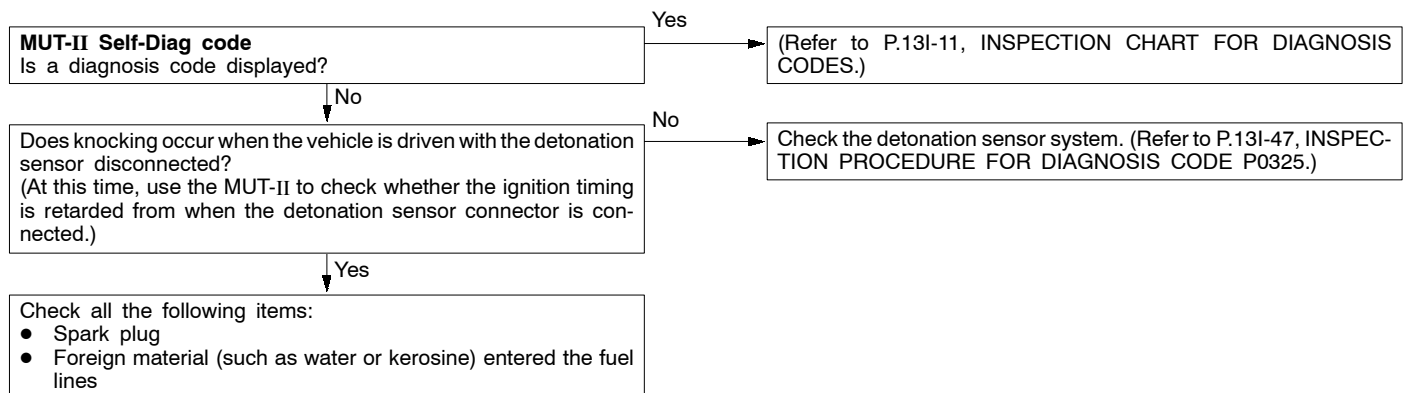 MUT-II Self-Diag code
Is a diagnosis code displayed?
Yes
(Refer to P.13I-11, INSPECTION CHART FOR DIAGNOSIS
CODES.)
No
Does knocking occur when the vehicle is driven with the detonation
sensor disconnected?
(At this time, use the MUT-II to check whether the ignition timing
is retarded from when the detonation sensor connector is con-
nected.)
No
Check the detonation sensor system. (Refer to P.13I-47, INSPEC-
TION PROCEDURE FOR DIAGNOSIS CODE P0325.)
Yes
Check all the following items:
● Spark plug
● Foreign material (such as water or kerosine) entered the fuel
lines